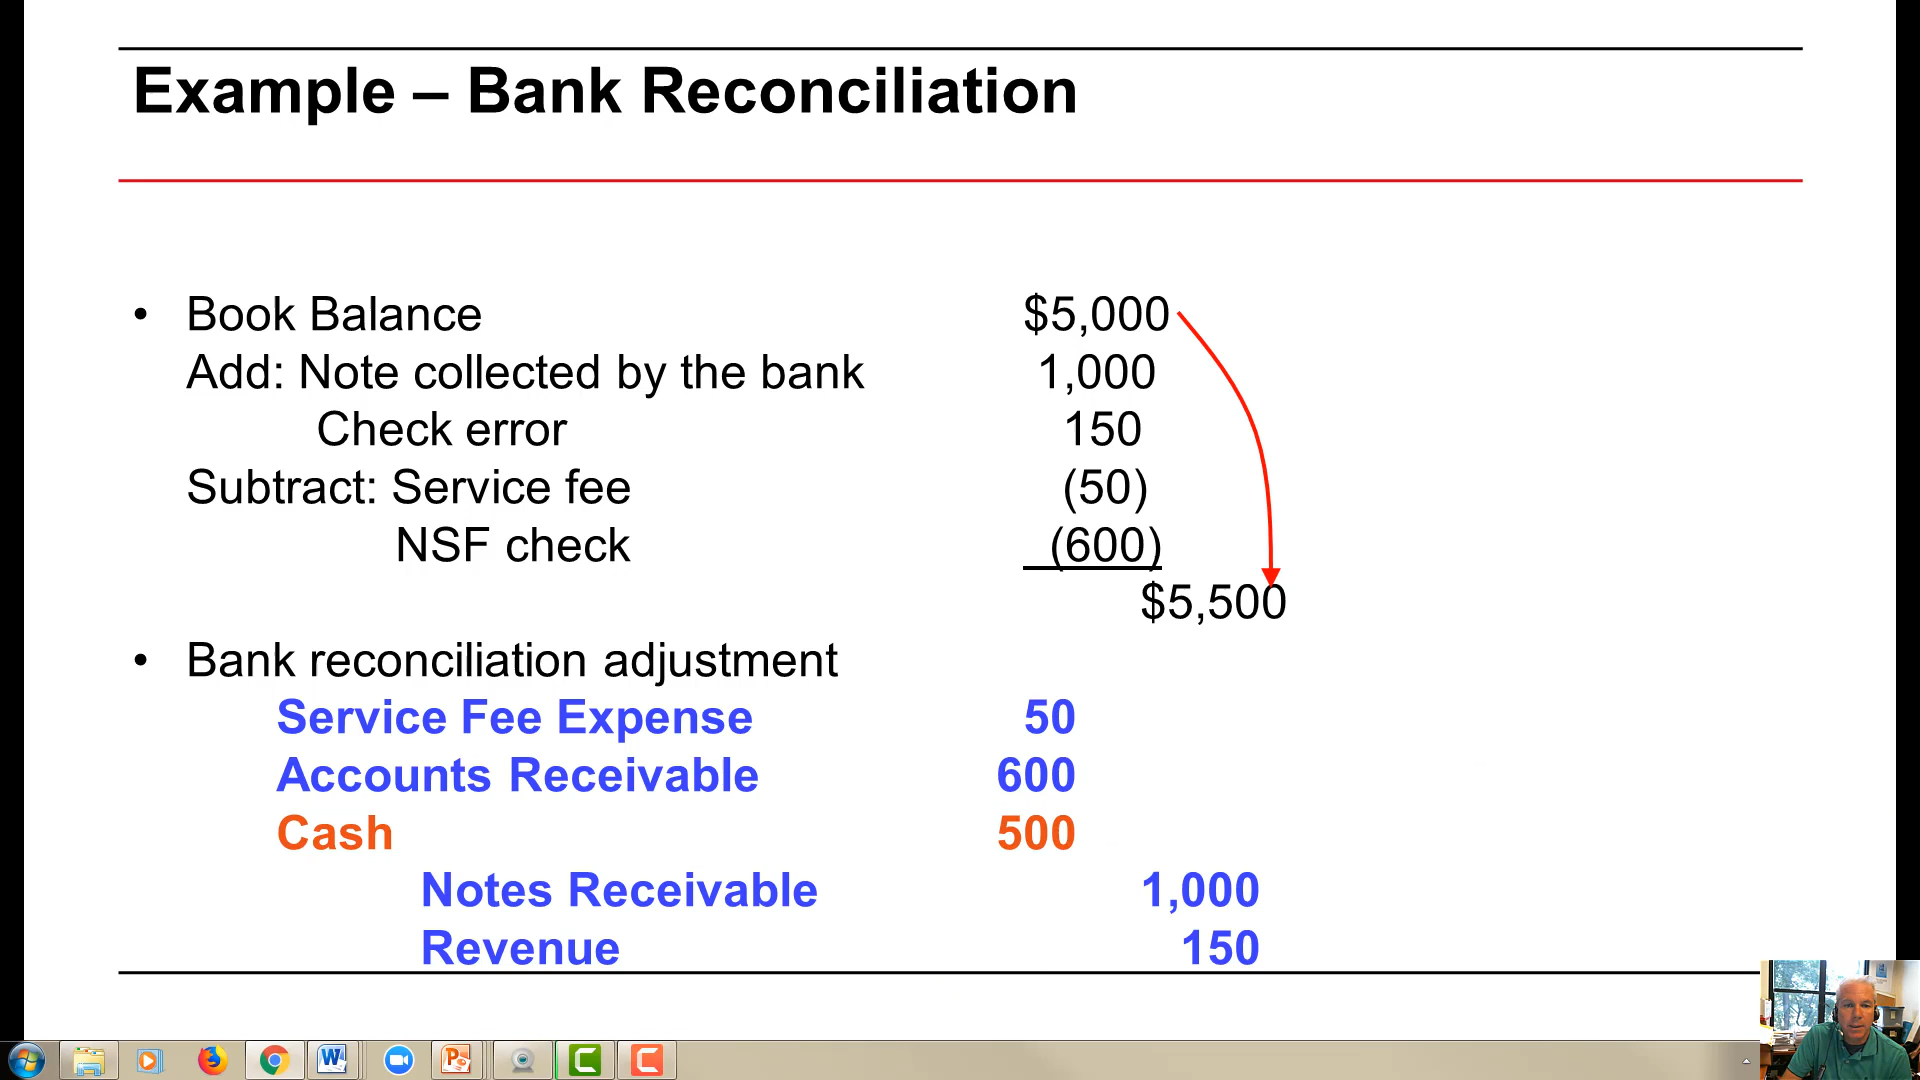 Example – Bank Reconciliation
• Book Balance $5,000
Add: Note collected by the bank 1,000
Check error 150
Subtract: Service fee (50)
NSF check (600)
$5,500
• Bank reconciliation adjustment
Service Fee Expense 50
Accounts Receivable 600
Cash 500
Notes Receivable 1,000
Revenue 150